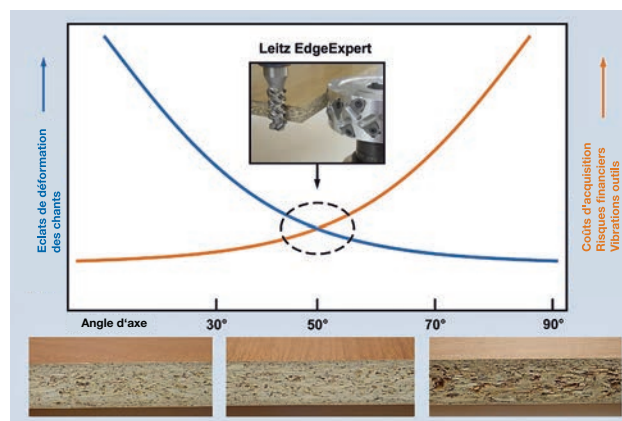 Leitz EdgeExpert
Eclats de déformation
des chants
Coûts d'acquisition
Risques financiers
Vibrations outils
Angle d'axe
30°
50°
70°
90°